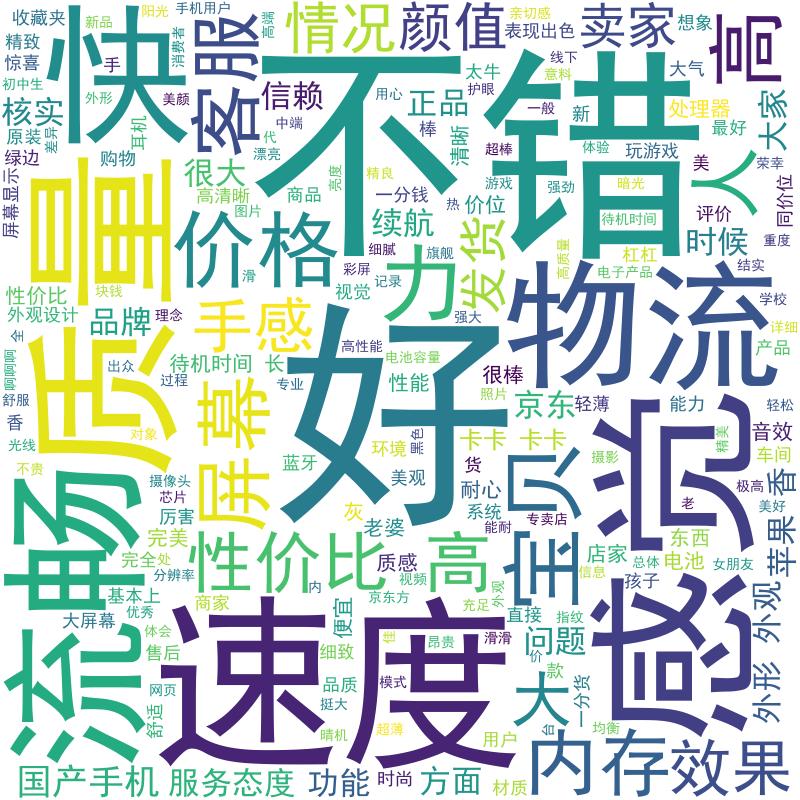 收藏夹
新品
阳光
手机用户
高端
亲切感
精致
惊喜
快
消费者
客服
情况
颜值
表现出色
卖家
想象
高
初中生
手
外形
美颜
信赖
不错
用心
太牛
线下
意料
大气
护眼
核实
原装
差异
耳机
中端
正品
一般
新
处理器
大家
绿边
购物
代
漂亮
棒
清晰
超棒
体验
玩游戏
最好
屏幕显示
质量
很大
高清晰
商品
亮度
精良
一分钱
游戏
强劲
暗光
美
荣幸
人
图片
热
价位
待机时间
评价
同价位
价格
续航
发货
高质量
杠杠
时候
重度
滑
细腻
旗舰
电子产品
结实
性价比
块钱
彩屏
记录
力
物流
学校
外观设计
理念
品牌
手感
视觉
强大
详细
全
啊啊啊
出众
待机时间
长
高性能
电池容量
产品
过程
专业
性能
很棒
舒服
好
照片
京东
轻薄
能力
轻松
香
屏幕
对象
黑色
卡卡
卡卡
摄影
精美
音效
光线
环境
车间
不贵
摄像头
蓝牙
美观
货
宝贝
感觉
芯片
耐心
老
极高
香
流畅
厉害
灰
系统
专卖店
美好
完美
老婆
能耐
东西
苹果
完全
处
性价比
高
质感
店家
总体
电池
分辨率
视频
信息
女朋友
基本上
内
孩子
优秀
商家
京东方
充足
外观
直接
指纹
外观
大屏幕
便宜
体会
速度
佳
昂贵
滑滑
价
问题
售后
细致
款
外形
网页
品质
模式
大
一分货
舒适
挺大
台
晴机
超薄
用户
均衡
国产手机
服务态度
功能
时尚
方面
材质
内存
效果